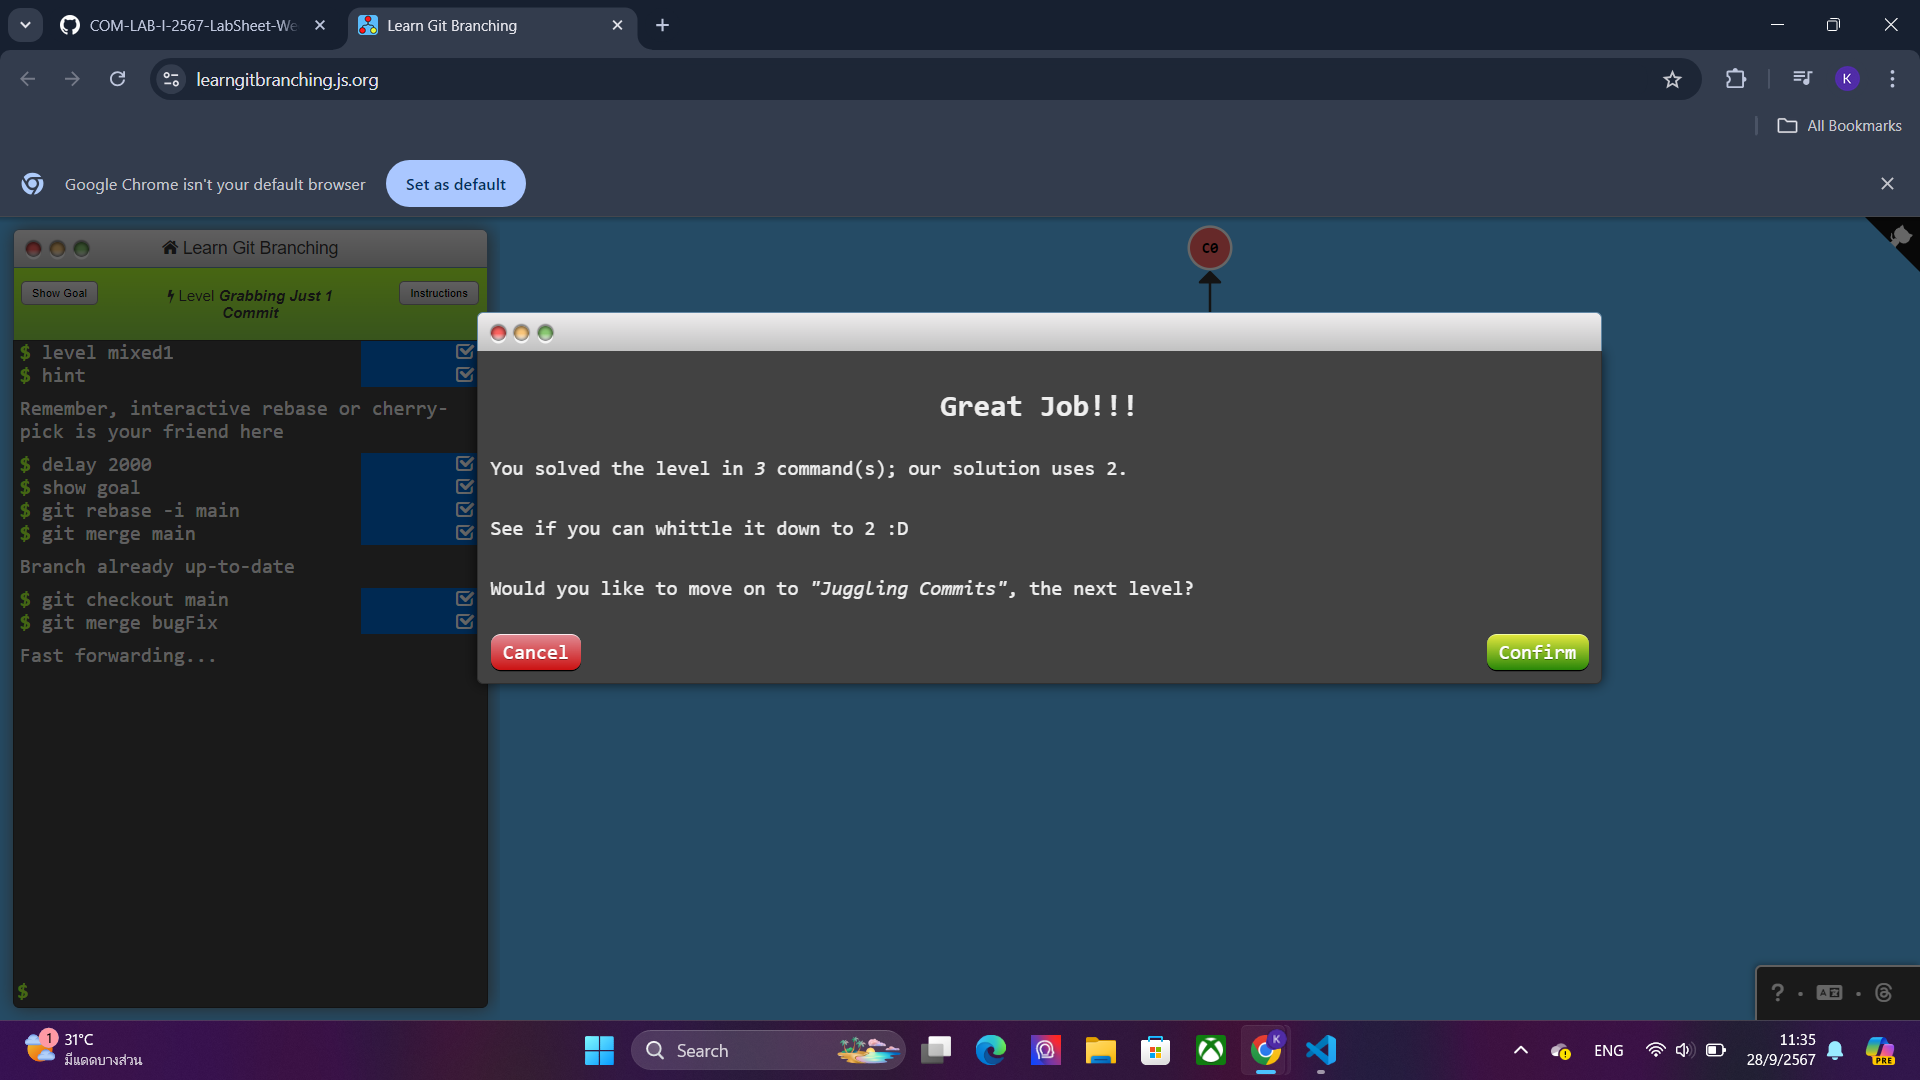 COM-LAB-I-2567-LabSheet-We
Learn Git Branching
learngitbranching.js.org
K
All Bookmarks
Google Chrome isn't your default browser
Set as default
Learn Git Branching
Show Goal
Level Grabbing Just 1
Commit
Instructions
$ level mixed1
$ hint
Remember, interactive rebase or cherry-
pick is your friend here
$ delay 2000
$ show goal
$ git rebase -i main
$ git merge main
Branch already up-to-date
$ git checkout main
$ git merge bugFix
Fast forwarding...
$
C0
Great Job!!!
You solved the level in 3 command(s); our solution uses 2.
See if you can whittle it down to 2 :D
Would you like to move on to "Juggling Commits", the next level?
Cancel
Confirm
?
1
31°C
มีแดดบางส่วน
Search
K
ENG
11:35
28/9/2567
PRE